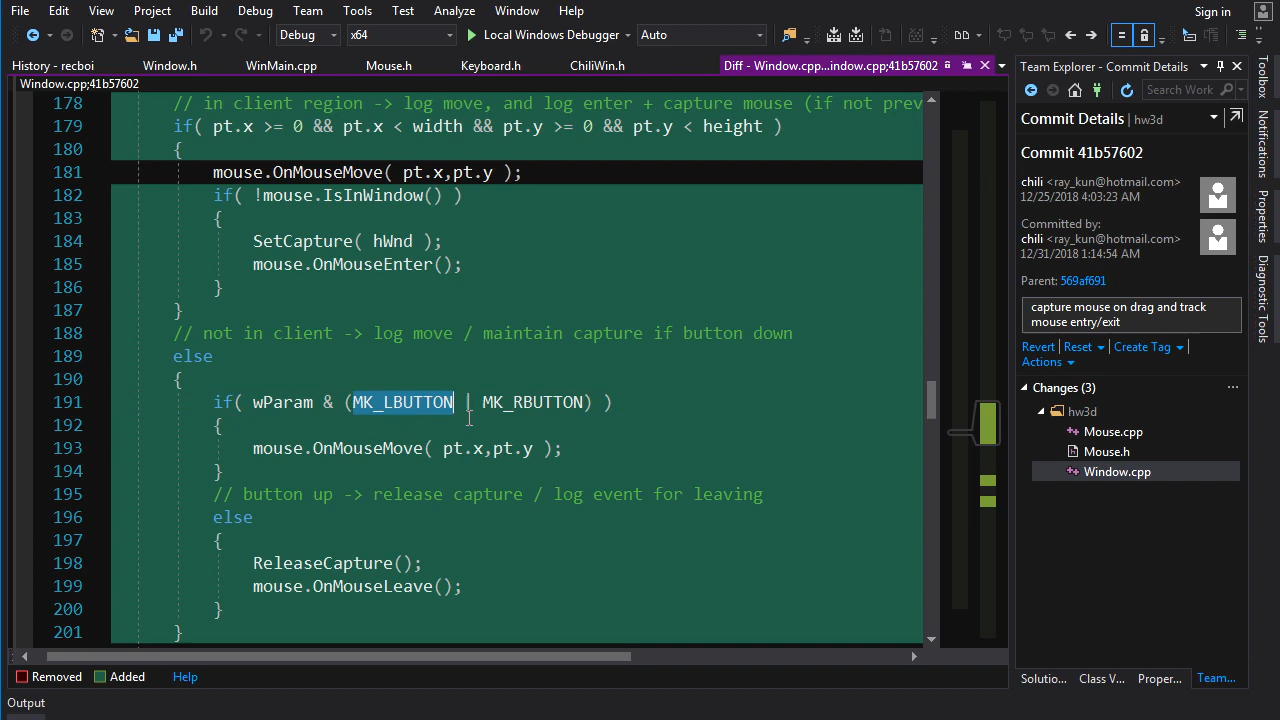 File Edit View Project Build Debug Team Tools Test Analyze Window Help Sign in
Debug x64 Local Windows Debugger Auto
History - recboi Window.h WinMain.cpp Mouse.h Keyboard.h ChiliWin.h Diff - Window.cpp...indow.cpp;41b57602
Window.cpp;41b57602
178 // in client region -> log move, and log enter + capture mouse (if not prev
179 if( pt.x >= 0 && pt.x < width && pt.y >= 0 && pt.y < height )
180 {
181 mouse.OnMouseMove( pt.x,pt.y );
182 if( !mouse.IsInWindow() )
183 {
184 SetCapture( hWnd );
185 mouse.OnMouseEnter();
186 }
187 }
188 // not in client -> log move / maintain capture if button down
189 else
190 {
191 if( wParam & (MK_LBUTTON | MK_RBUTTON) )
192 {
193 mouse.OnMouseMove( pt.x,pt.y );
194 }
195 // button up -> release capture / log event for leaving
196 else
197 {
198 ReleaseCapture();
199 mouse.OnMouseLeave();
200 }
201 }
Removed Added Help
Output
Team Explorer - Commit Details
Search Work
Commit Details | hw3d
Commit 41b57602
chili <ray_kun@hotmail.com>
12/25/2018 4:03:23 AM
Committed by:
chili <ray_kun@hotmail.com>
12/31/2018 1:14:54 AM
Parent: 569af691
capture mouse on drag and track
mouse entry/exit
Revert Reset Create Tag
Actions
Changes (3)
hw3d
Mouse.cpp
Mouse.h
Window.cpp
Solutio... Class V... Proper... Team...
Toolbox
Notifications
Properties
Diagnostic Tools